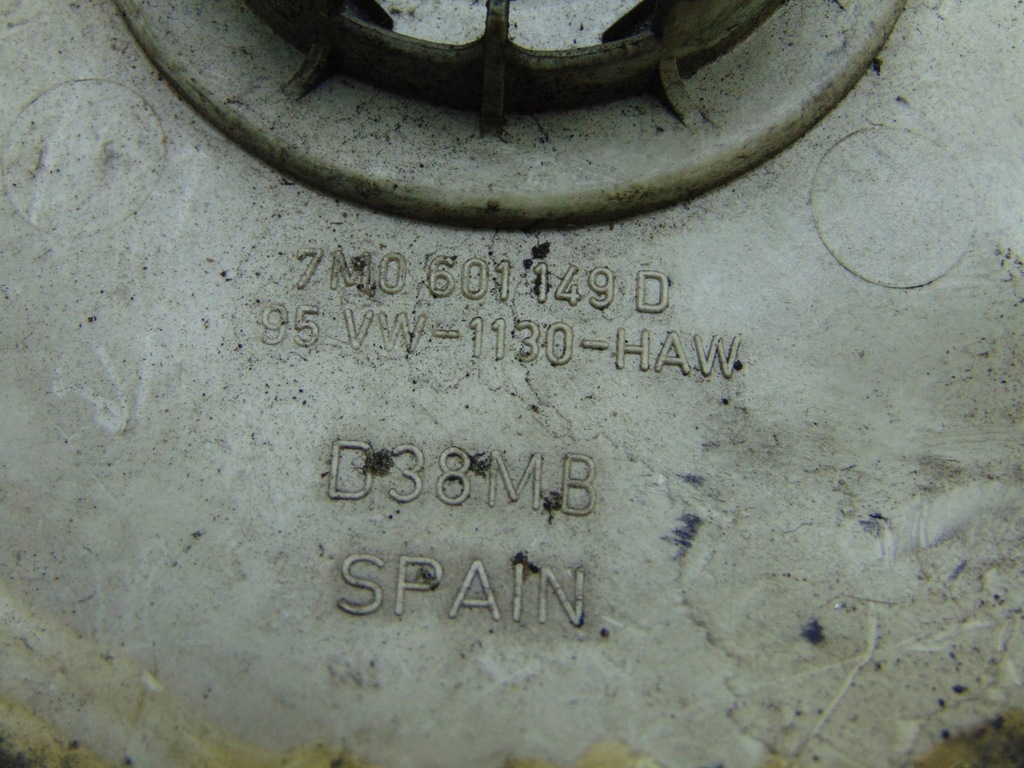 7M0 601 149 D
95 VW-1130-HAW
D38MB
SPAIN